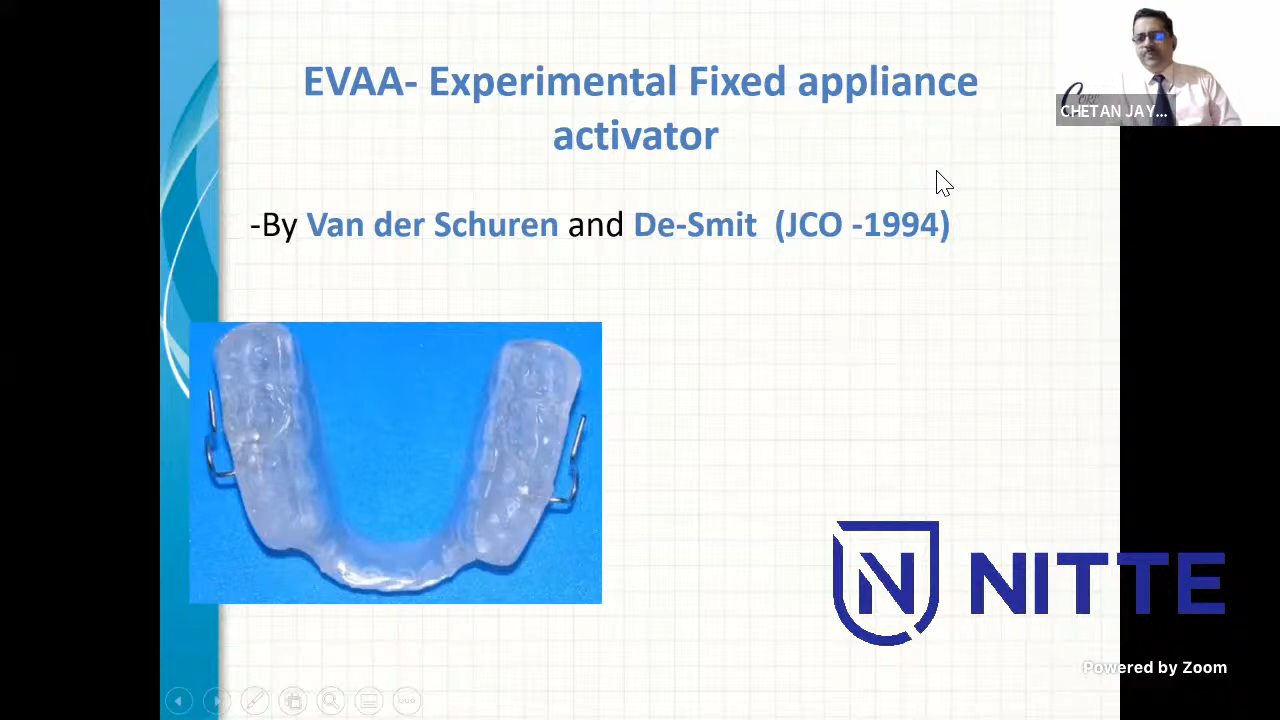 EVAA- Experimental Fixed appliance
activator
-By Van der Schuren and De-Smit (JCO -1994)
CHETAN JAY...
N NITTE
Powered by Zoom